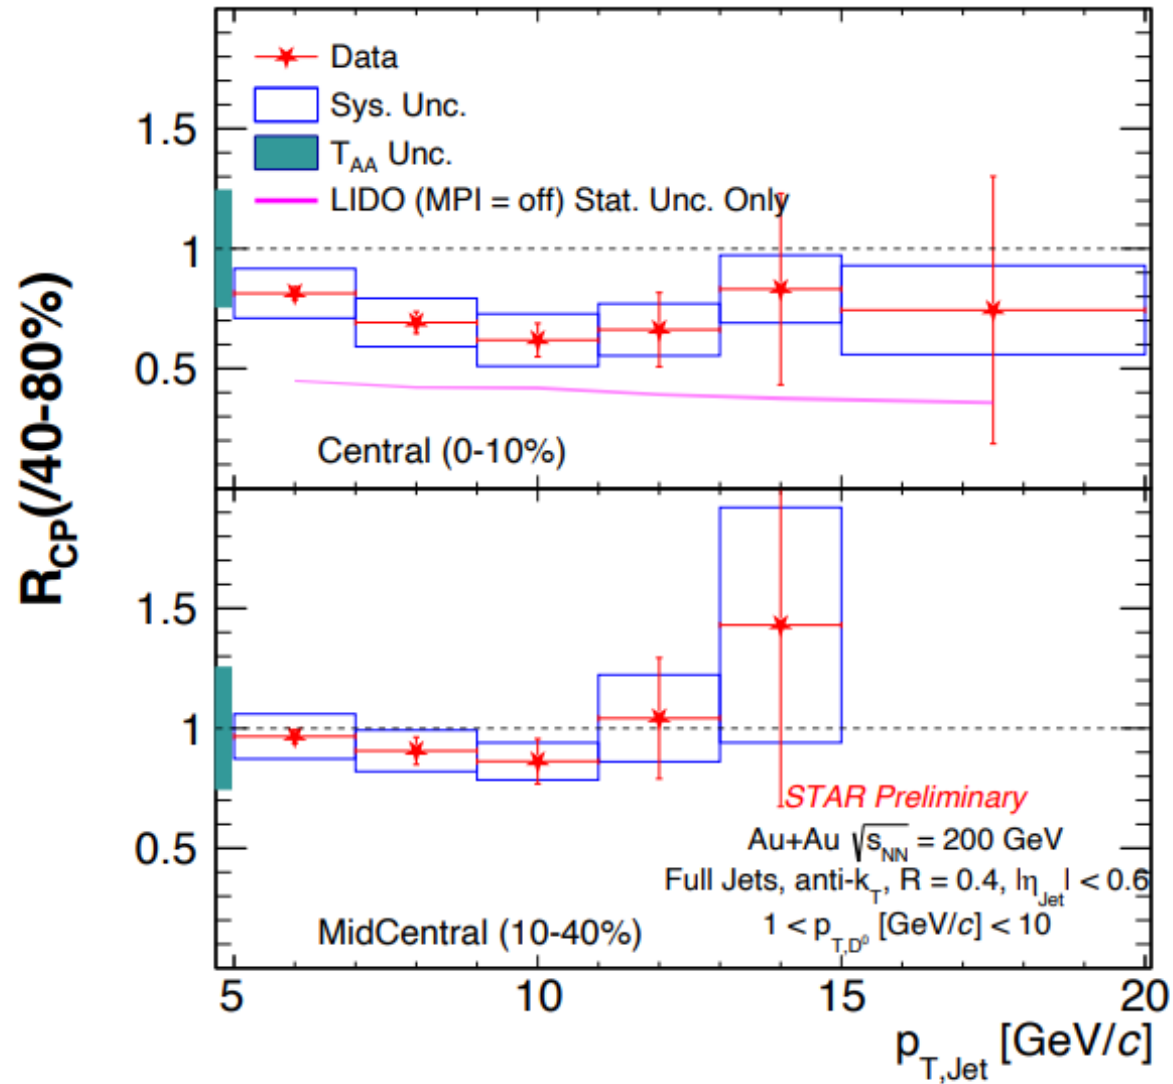 Data
Sys. Unc.
T_AA Unc.
LIDO (MPI = off) Stat. Unc. Only
1.5
1
0.5
Central (0-10%)
R_CP(/40-80%)
1.5
1
0.5
STAR Preliminary
Au+Au √s_NN = 200 GeV
Full Jets, anti-k_T, R = 0.4, |η_Jet| < 0.6
1 < p_T,D⁰ [GeV/c] < 10
MidCentral (10-40%)
5 10 15 20
p_T,Jet [GeV/c]